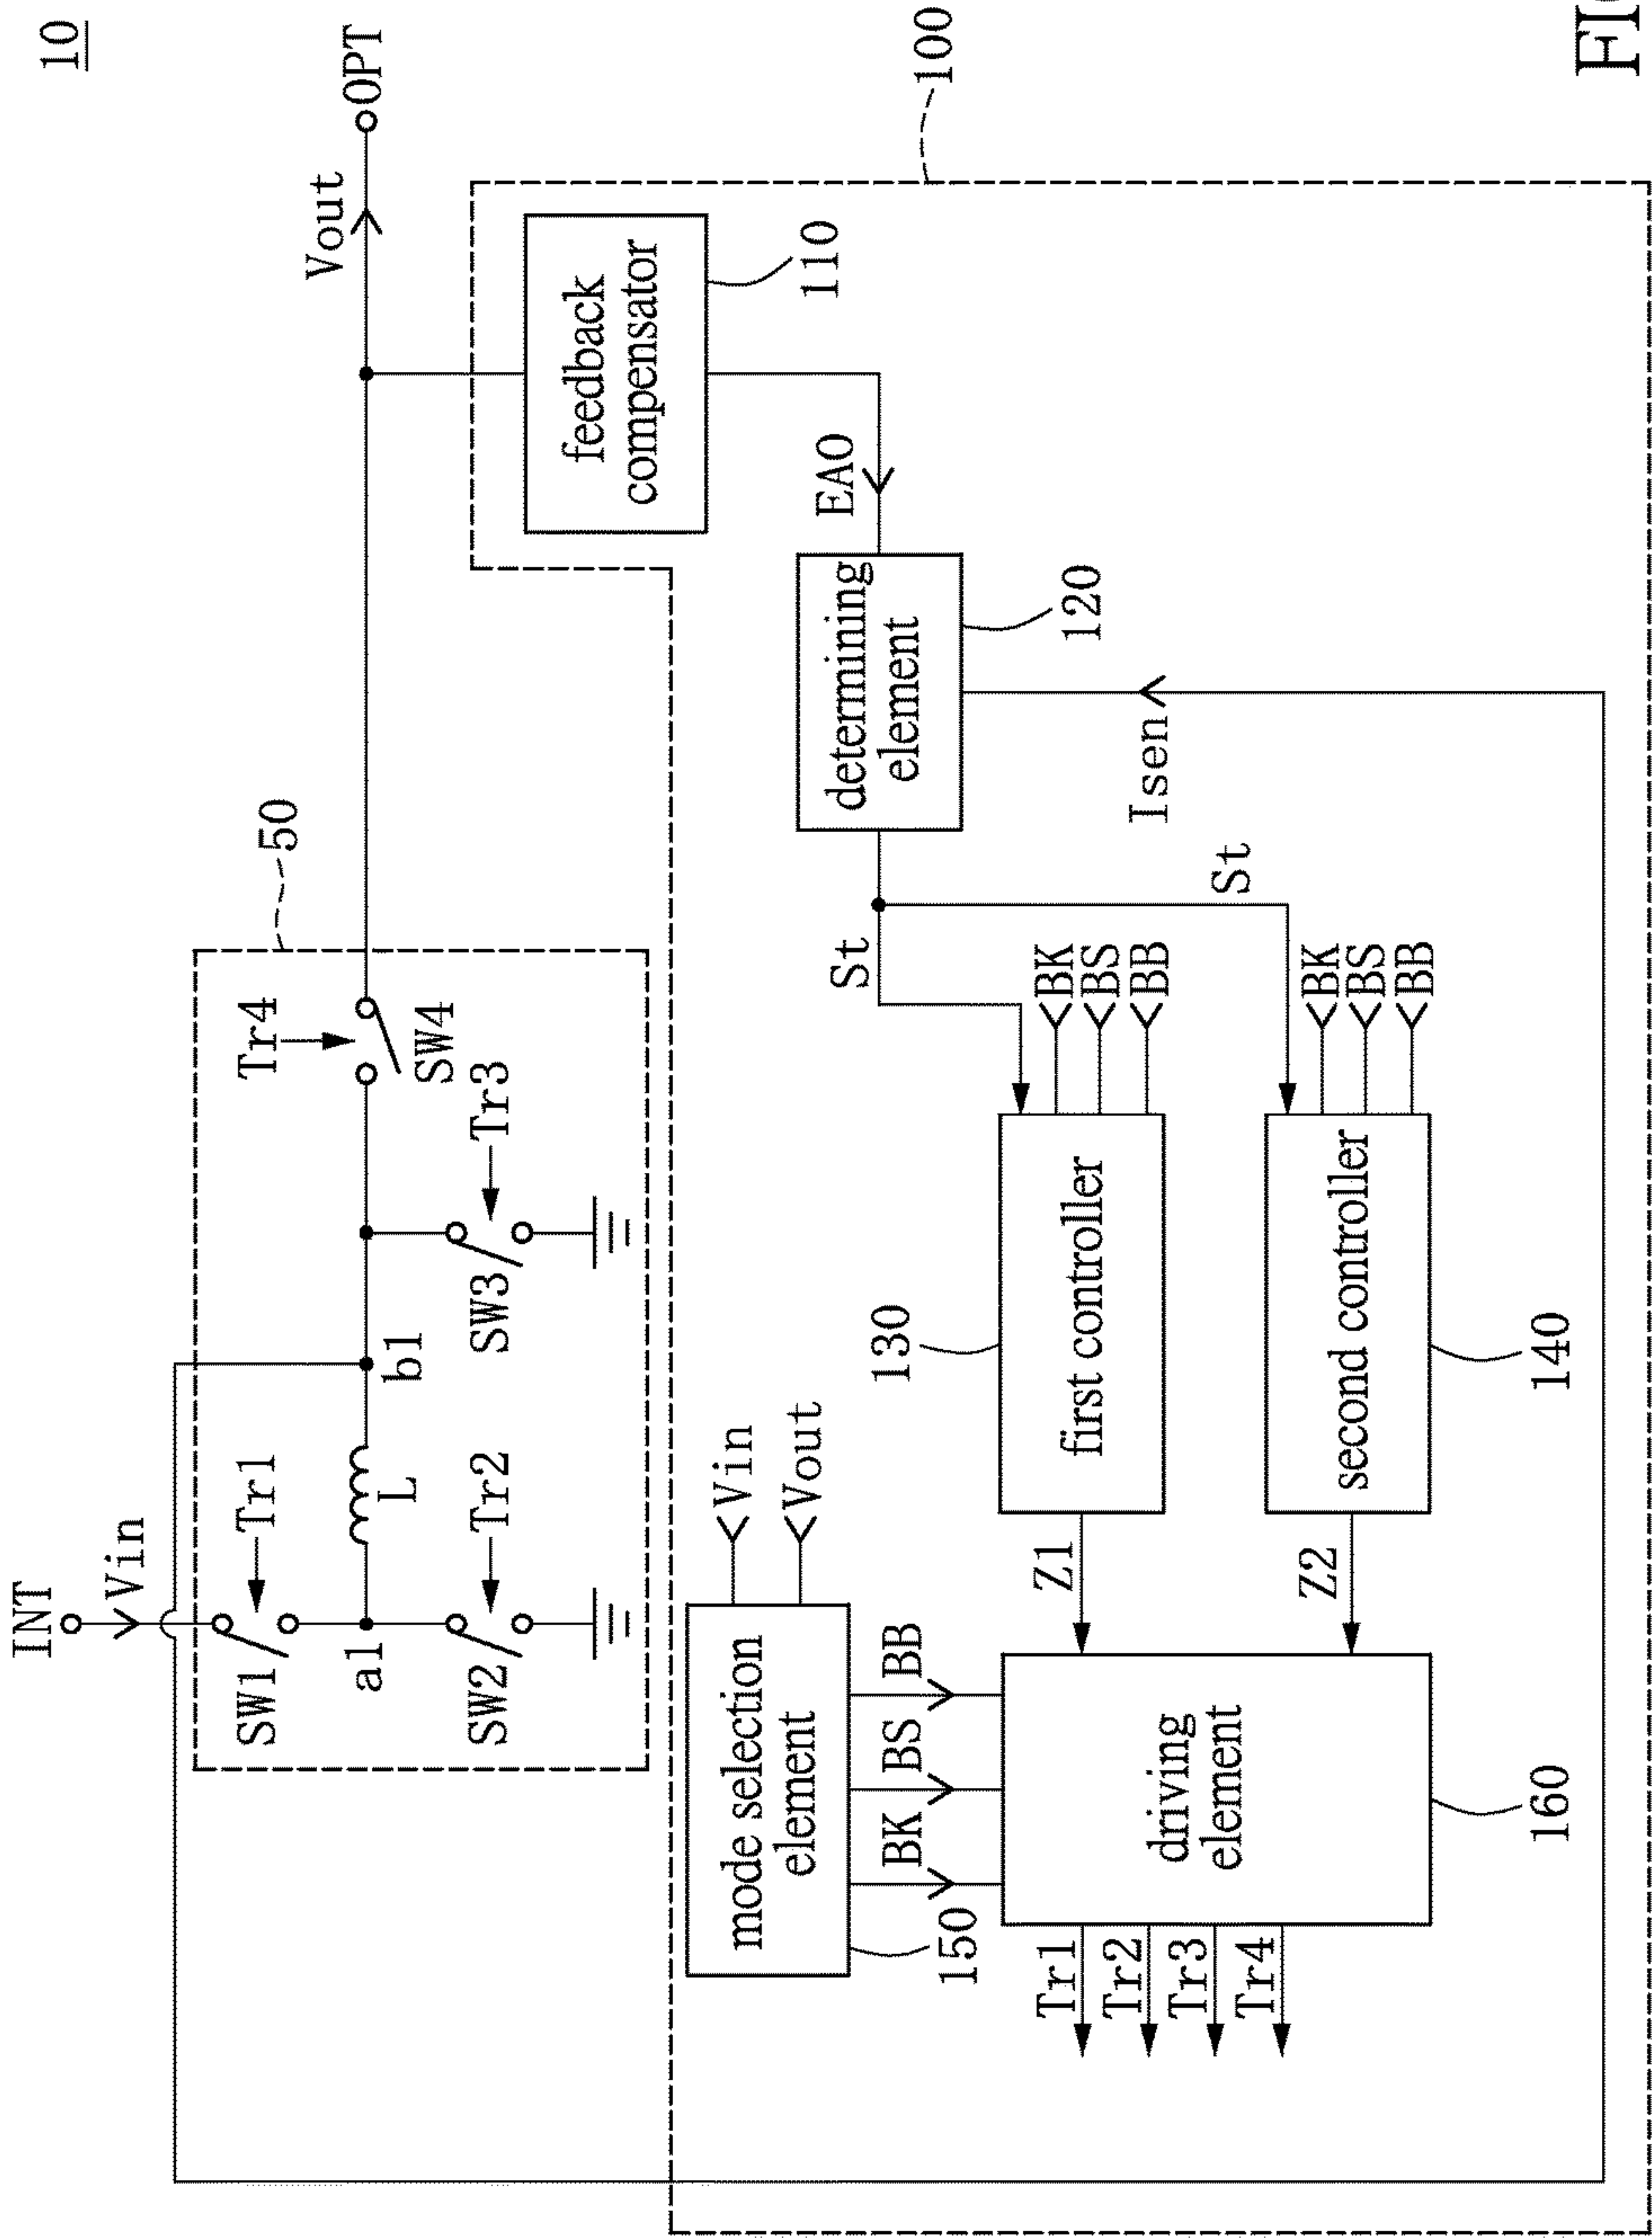 10
INT
Vin
Vout
OPT
50
Tr1
SW1
a1
L
b1
Tr2
SW2
Tr3
SW3
Tr4
SW4
100
feedback
compensator
110
EAO
determining
element
120
Isen
St
St
mode selection
element
150
Vin
Vout
BK
BS
BB
first controller
130
BK
BS
BB
Z1
second controller
140
BK
BS
BB
Z2
driving
element
160
Tr1
Tr2
Tr3
Tr4